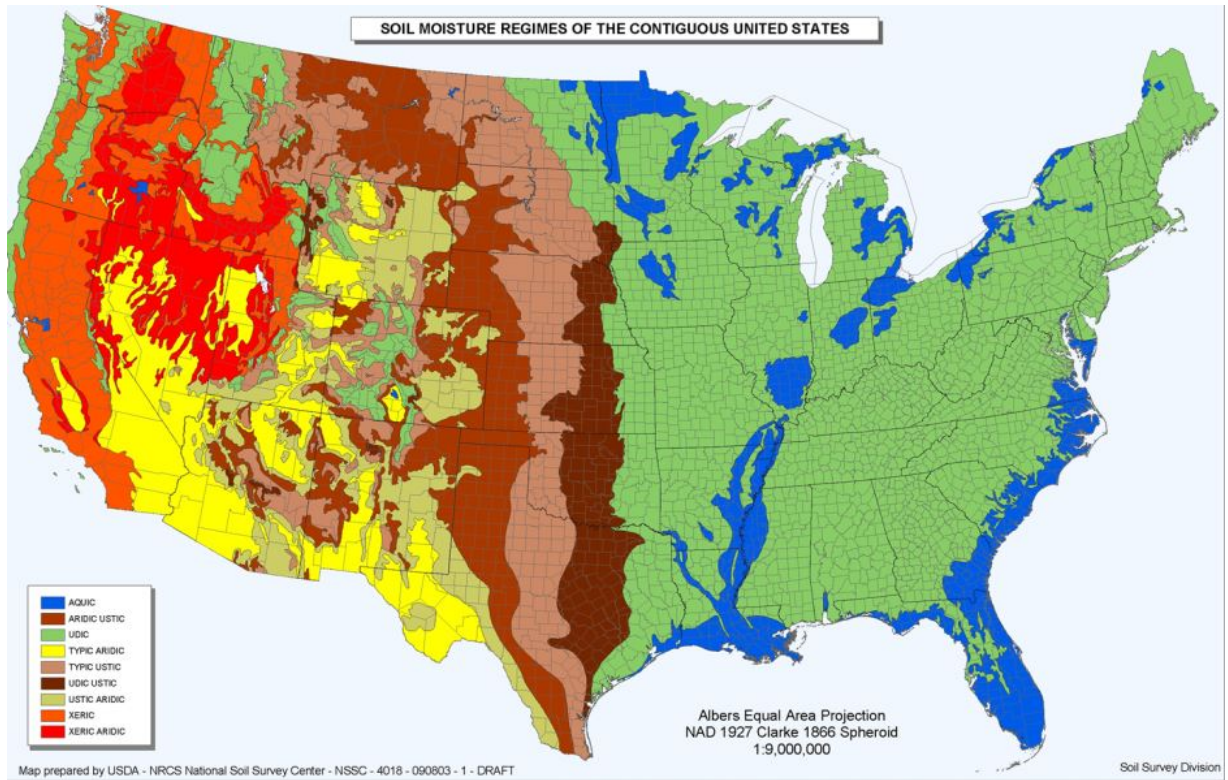 SOIL MOISTURE REGIMES OF THE CONTIGUOUS UNITED STATES
AQUIC
ARIDIC USTIC
UDIC
TYPIC ARIDIC
TYPIC USTIC
UDIC USTIC
USTIC ARIDIC
XERIC
XERIC ARIDIC
Albers Equal Area Projection
NAD 1927 Clarke 1866 Spheroid
1:9,000,000
Map prepared by USDA - NRCS National Soil Survey Center - NSSC - 4018 - 090803 - 1 - DRAFT
Soil Survey Division